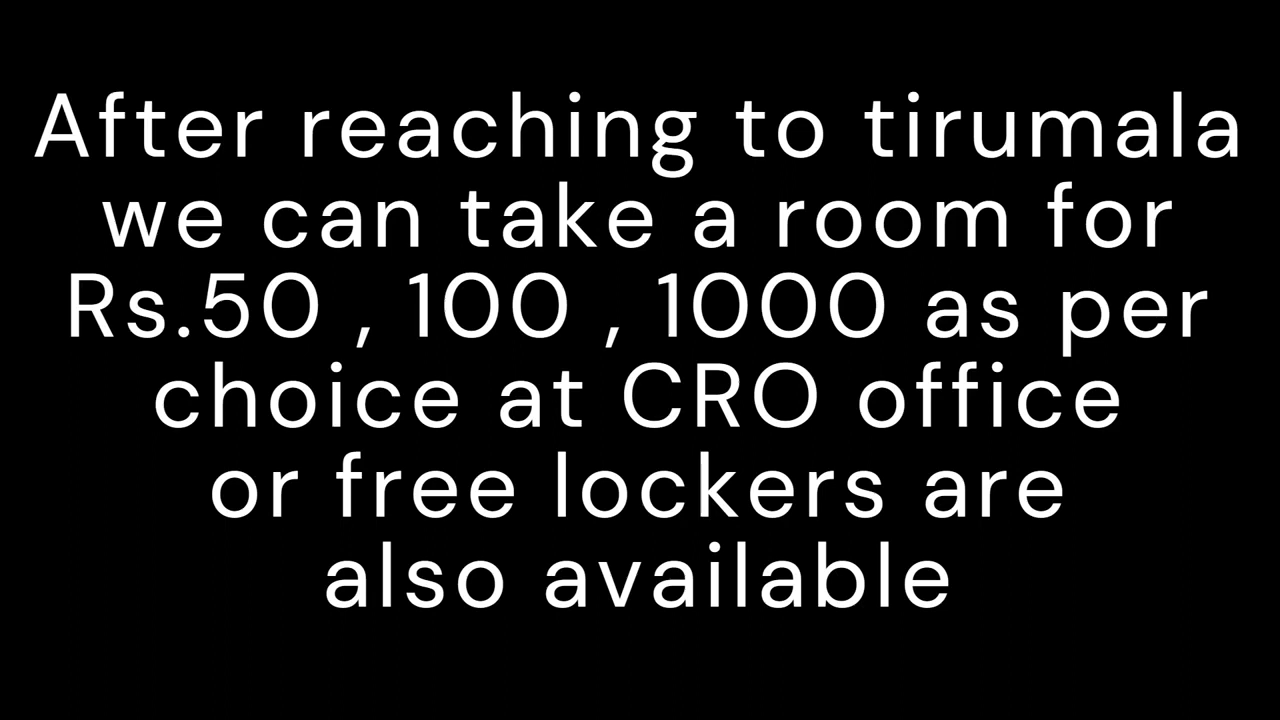 After reaching to tirumala
we can take a room for
Rs.50 , 100 , 1000 as per
choice at CRO office
or free lockers are
also available